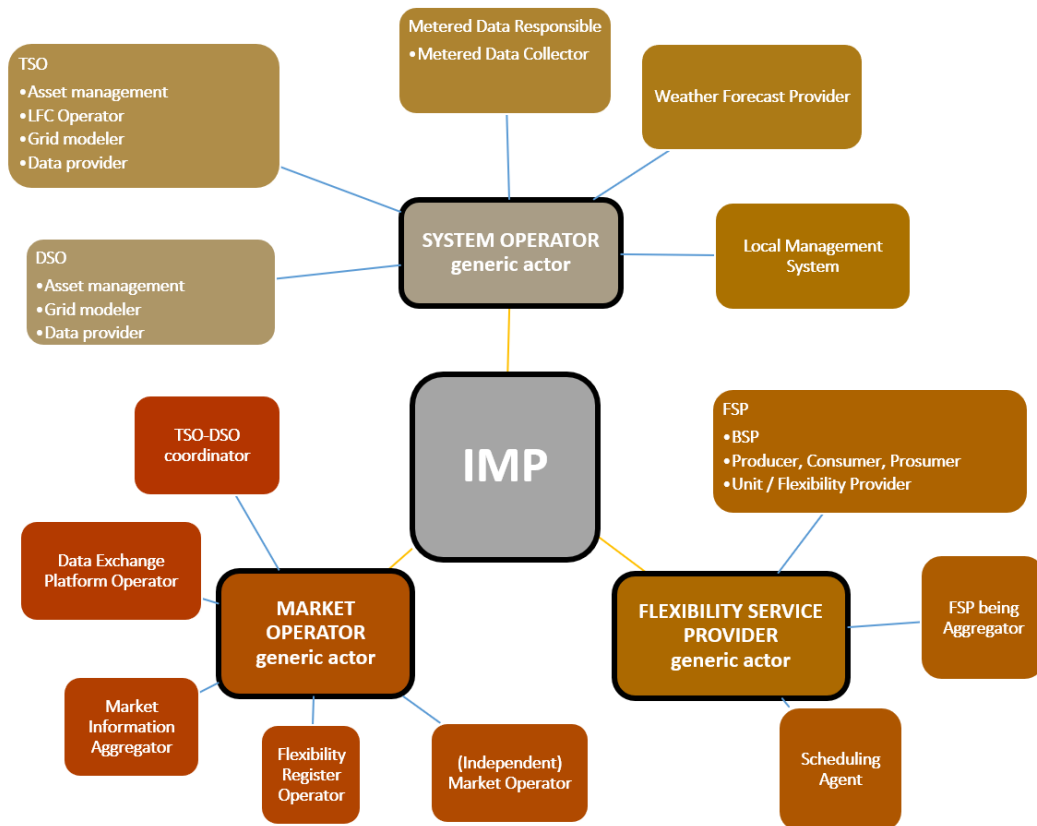 Metered Data Responsible
•Metered Data Collector
TSO
•Asset management
•LFC Operator
•Grid modeler
•Data provider
Weather Forecast Provider
SYSTEM OPERATOR
generic actor
Local Management
System
DSO
•Asset management
•Grid modeler
•Data provider
IMP
TSO-DSO
coordinator
FSP
•BSP
•Producer, Consumer, Prosumer
•Unit / Flexibility Provider
Data Exchange
Platform Operator
MARKET
OPERATOR
generic actor
FLEXIBILITY SERVICE
PROVIDER
generic actor
FSP being
Aggregator
Market
Information
Aggregator
Flexibility
Register
Operator
(Independent)
Market Operator
Scheduling
Agent